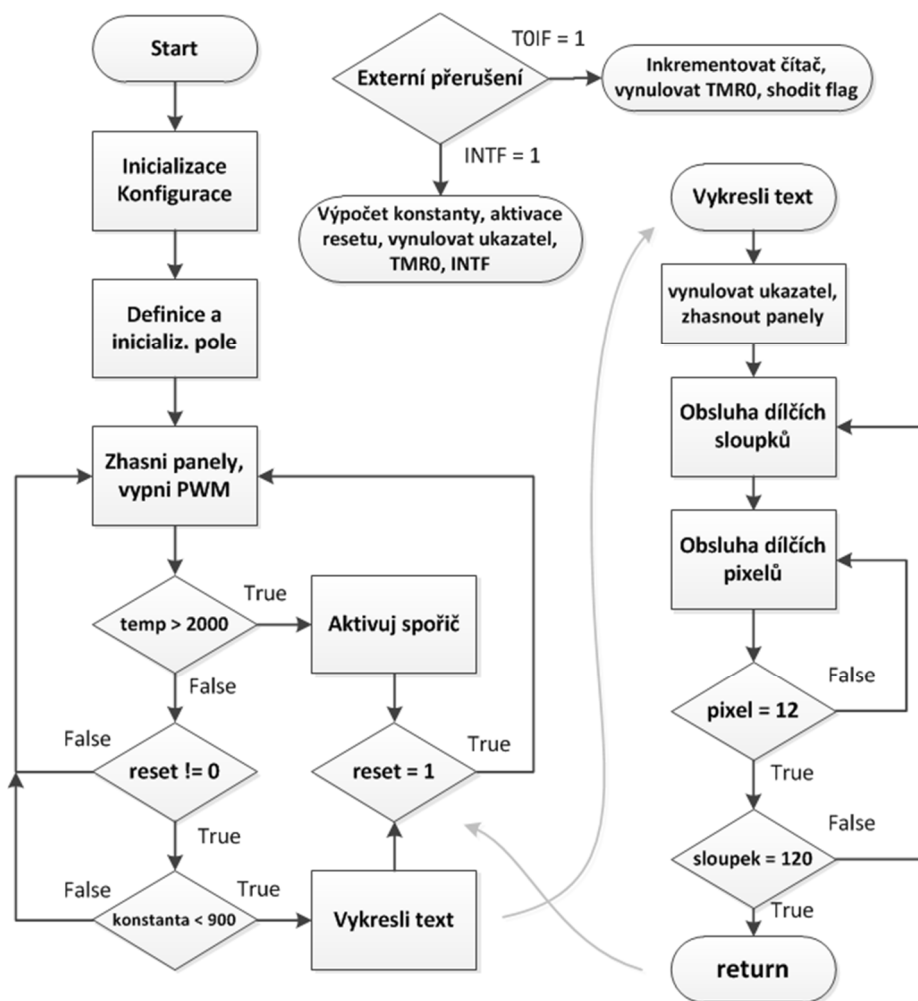 Start
Inicializace
Konfigurace
Definice a
inicializ. pole
Zhasni panely,
vypni PWM
temp > 2000
True
False
Aktivuj spořič
reset != 0
False
True
reset = 1
True
konstanta < 900
False
True
Vykresli text
Externí přerušení
T0IF = 1
Inkrementovat čítač,
vynulovat TMR0, shodit flag
INTF = 1
Výpočet konstanty, aktivace
resetu, vynulovat ukazatel,
TMR0, INTF
Vykresli text
vynulovat ukazatel,
zhasnout panely
Obsluha dílčích
sloupků
Obsluha dílčích
pixelů
pixel = 12
False
True
sloupek = 120
False
True
return